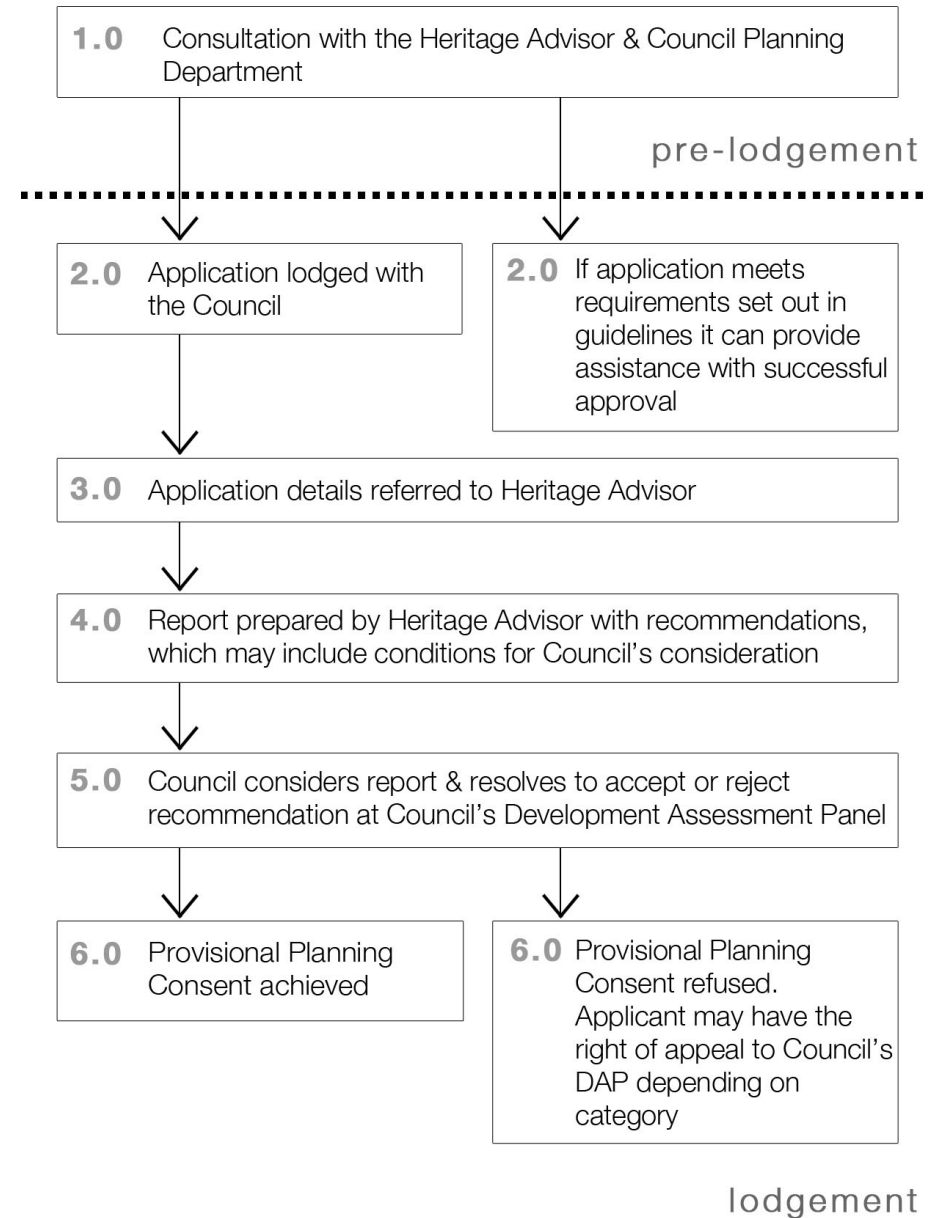 1.0 Consultation with the Heritage Advisor & Council Planning
Department
pre-lodgement
2.0 Application lodged with
the Council
2.0 If application meets
requirements set out in
guidelines it can provide
assistance with successful
approval
3.0 Application details referred to Heritage Advisor
4.0 Report prepared by Heritage Advisor with recommendations,
which may include conditions for Council’s consideration
5.0 Council considers report & resolves to accept or reject
recommendation at Council’s Development Assessment Panel
6.0 Provisional Planning
Consent achieved
6.0 Provisional Planning
Consent refused.
Applicant may have the
right of appeal to Council’s
DAP depending on
category
lodgement